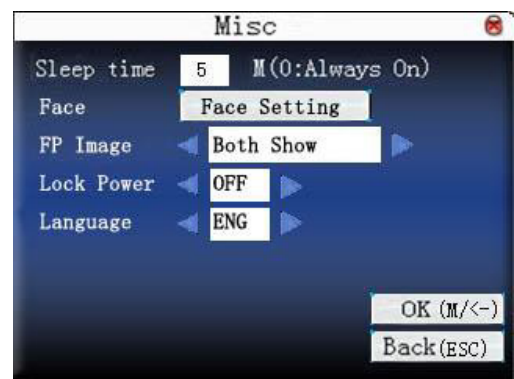 Misc
Sleep time 5 M(0:Always On)
Face Face Setting
FP Image Both Show
Lock Power OFF
Language ENG
OK (M/<-)
Back(ESC)